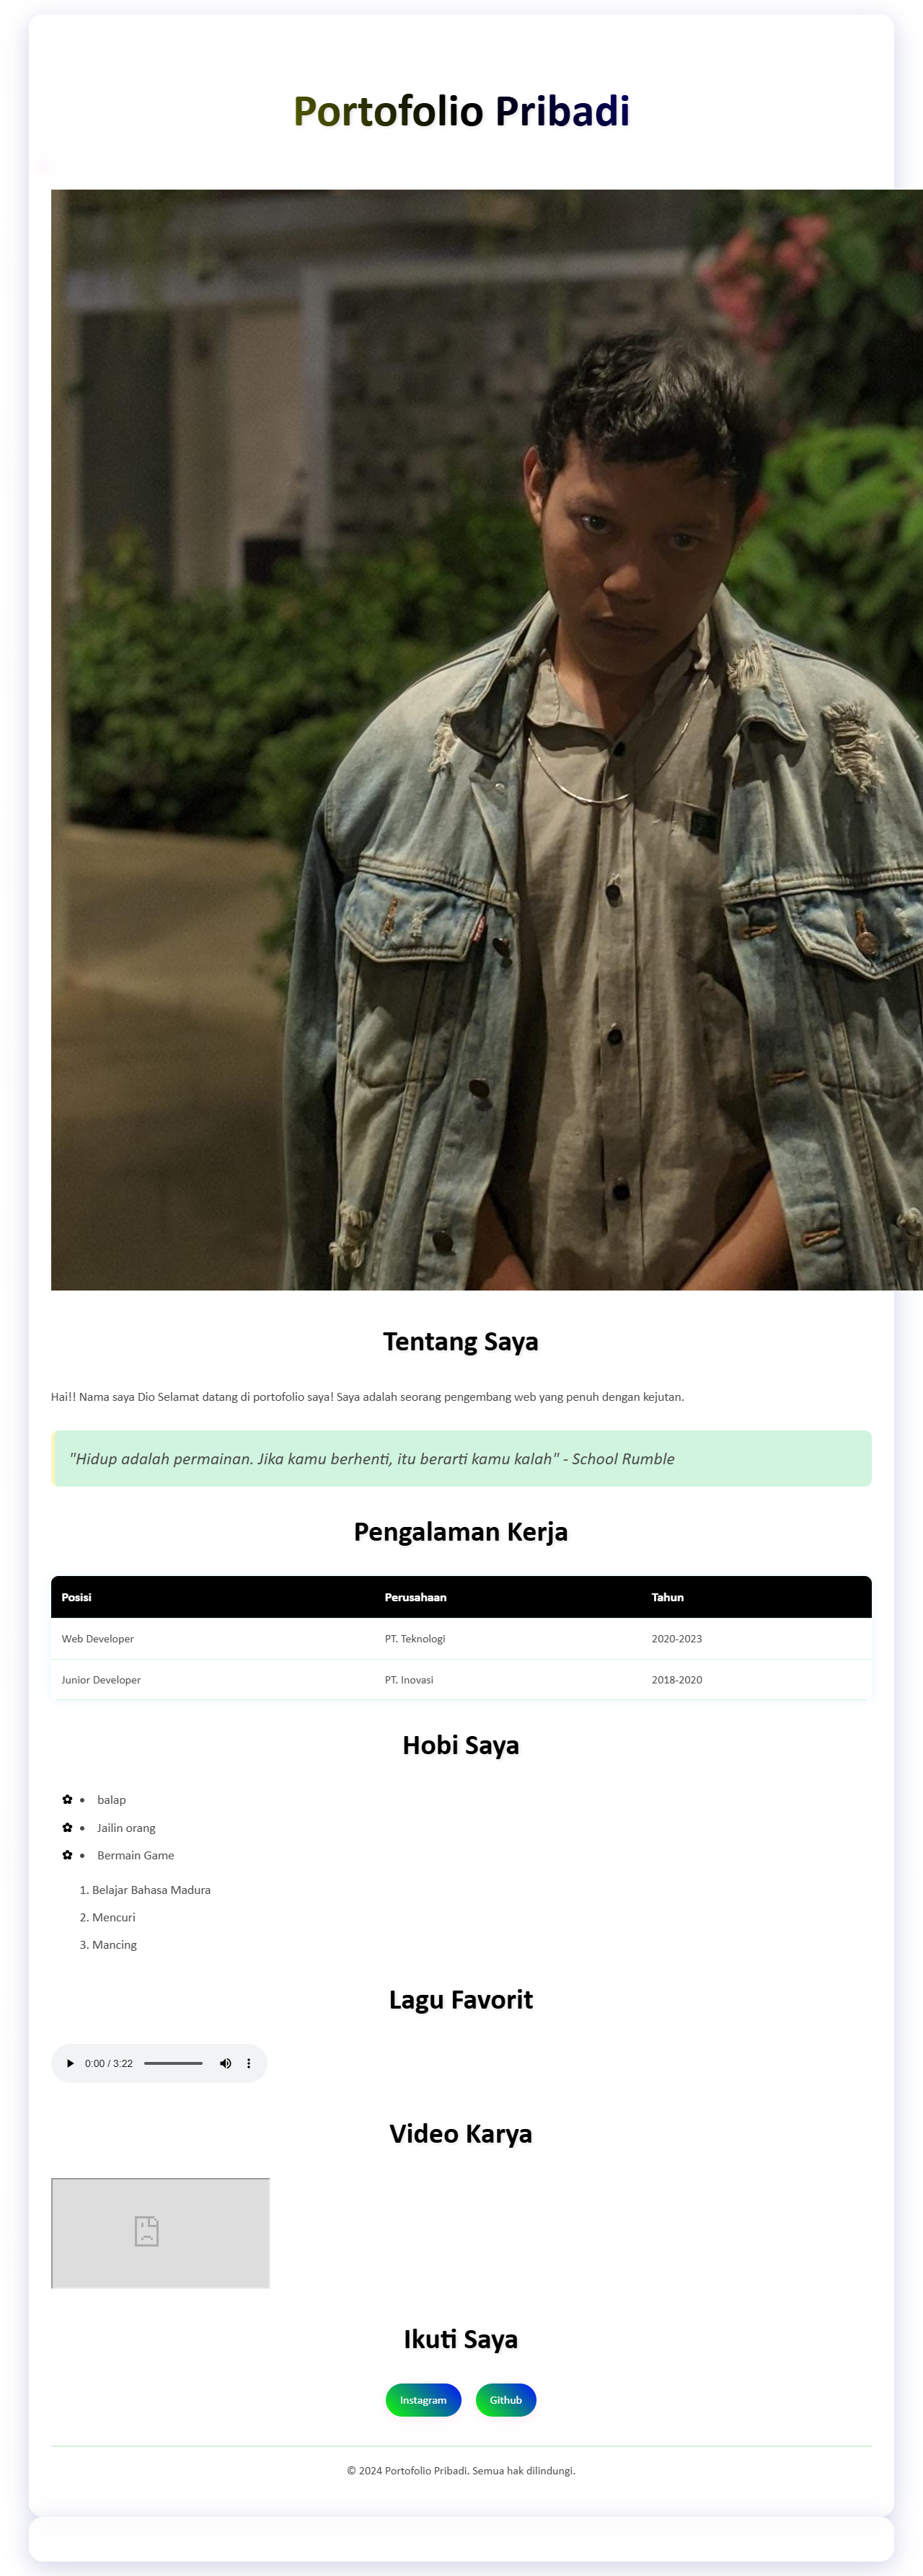 Portofolio Pribadi
Tentang Saya
Hai!! Nama saya Dio Selamat datang di portofolio saya! Saya adalah seorang pengembang web yang penuh dengan kejutan.
"Hidup adalah permainan. Jika kamu berhenti, itu berarti kamu kalah" - School Rumble
Pengalaman Kerja
Posisi Perusahaan Tahun
Web Developer PT. Teknologi 2020-2023
Junior Developer PT. Inovasi 2018-2020
Hobi Saya
✿ • balap
✿ • Jailin orang
✿ • Bermain Game
1. Belajar Bahasa Madura
2. Mencuri
3. Mancing
Lagu Favorit
0:00 / 3:22
Video Karya
Ikuti Saya
Instagram Github
© 2024 Portofolio Pribadi. Semua hak dilindungi.